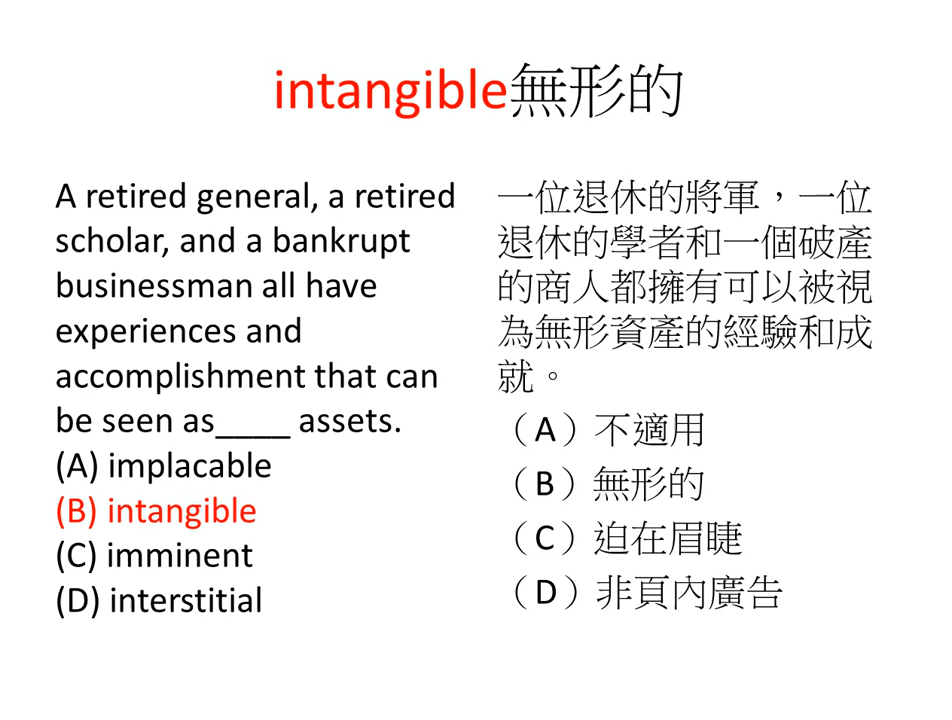 intangible無形的
A retired general, a retired
scholar, and a bankrupt
businessman all have
experiences and
accomplishment that can
be seen as____ assets.
(A) implacable
(B) intangible
(C) imminent
(D) interstitial
一位退休的將軍，一位
退休的學者和一個破產
的商人都擁有可以被視
為無形資產的經驗和成
就。
（A）不適用
（B）無形的
（C）迫在眉睫
（D）非頁內廣告